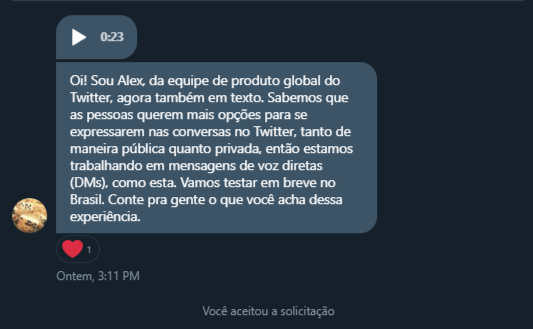 0:23
Oi! Sou Alex, da equipe de produto global do
Twitter, agora também em texto. Sabemos que
as pessoas querem mais opções para se
expressarem nas conversas no Twitter, tanto de
maneira pública quanto privada, então estamos
trabalhando em mensagens de voz diretas
(DMs), como esta. Vamos testar em breve no
Brasil. Conte pra gente o que você acha dessa
experiência.
1
Ontem, 3:11 PM
Você aceitou a solicitação